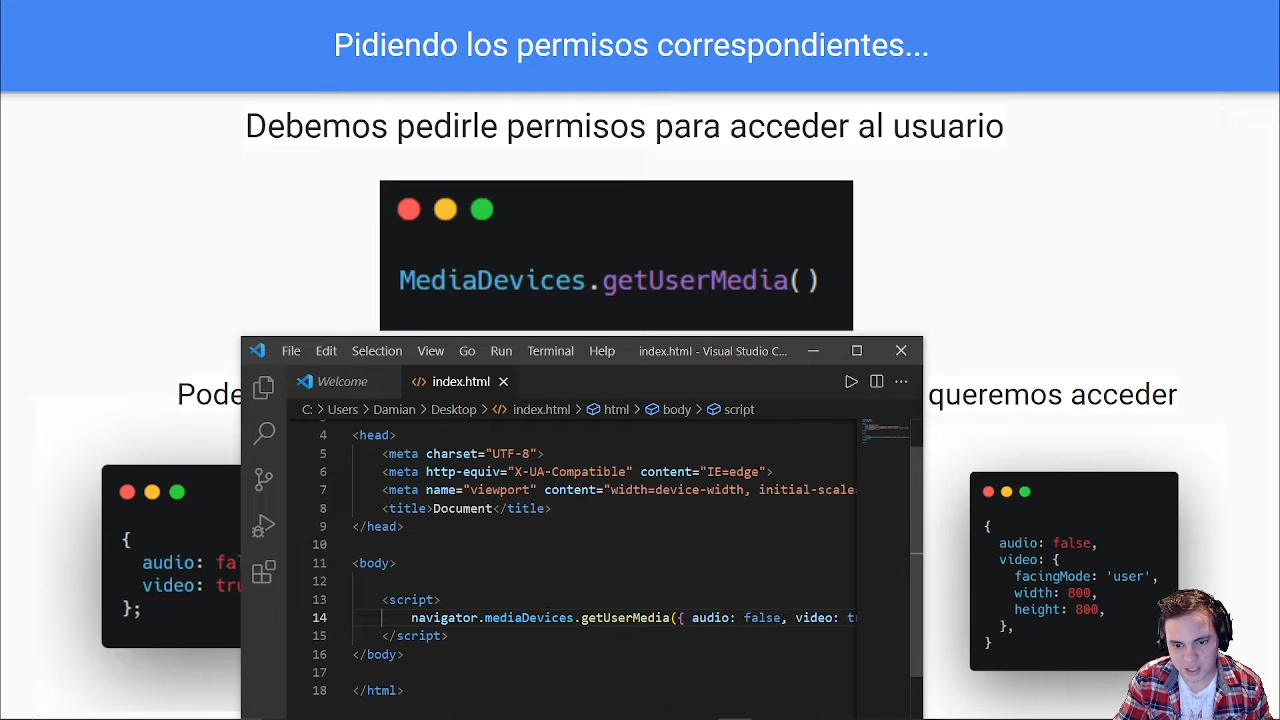 Pidiendo los permisos correspondientes...
Debemos pedirle permisos para acceder al usuario
MediaDevices.getUserMedia()
queremos acceder
{
audio:
video:
};
File Edit Selection View Go Run Terminal Help index.html - Visual Studio C...
Welcome index.html
C: > Users > Damian > Desktop > index.html > html > body > script
4 <head>
5 <meta charset="UTF-8">
6 <meta http-equiv="X-UA-Compatible" content="IE=edge">
7 <meta name="viewport" content="width=device-width, initial-scale=
8 <title>Document</title>
9 </head>
10
11 <body>
12
13 <script>
14 navigator.mediaDevices.getUserMedia({ audio: false, video: tr
15 </script>
16 </body>
17
18 </html>
{
audio: false,
video: {
facingMode: 'user',
width: 800,
height: 800,
},
}